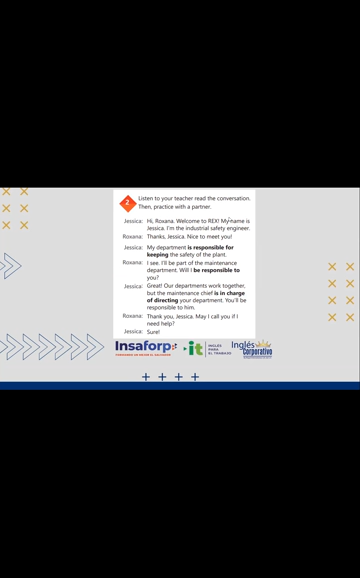 2
Listen to your teacher read the conversation.
Then, practice with a partner.
Jessica: Hi, Roxana. Welcome to REX! My name is
Jessica. I'm the industrial safety engineer.
Roxana: Thanks, Jessica. Nice to meet you!
Jessica: My department is responsible for
keeping the safety of the plant.
Roxana: I see. I'll be part of the maintenance
department. Will I be responsible to
you?
Jessica: Great! Our departments work together,
but the maintenance chief is in charge
of directing your department. You'll be
responsible to him.
Roxana: Thank you, Jessica. May I call you if I
need help?
Jessica: Sure!
Insaforp
it
INGLÉS
PARA
EL TRABAJO
Inglés
Corporativo